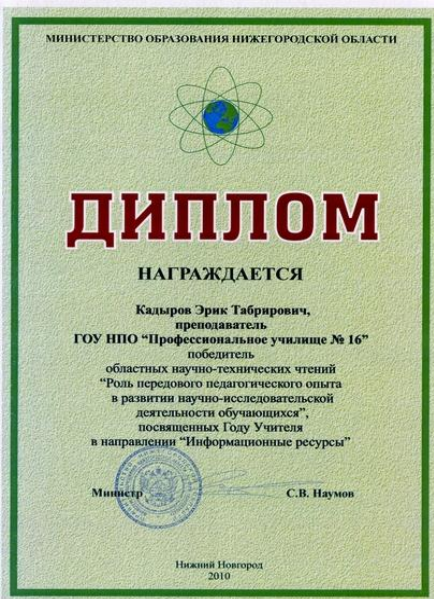 МИНИСТЕРСТВО ОБРАЗОВАНИЯ НИЖЕГОРОДСКОЙ ОБЛАСТИ
ДИПЛОМ
НАГРАЖДАЕТСЯ
Кадыров Эрик Табрирович,
преподаватель
ГОУ НПО “Профессиональное училище № 16”
победитель
областных научно-технических чтений
“Роль передового педагогического опыта
в развитии научно-исследовательской
деятельности обучающихся”,
посвященных Году Учителя
в направлении “Информационные ресурсы”
Министр С.В. Наумов
Нижний Новгород
2010